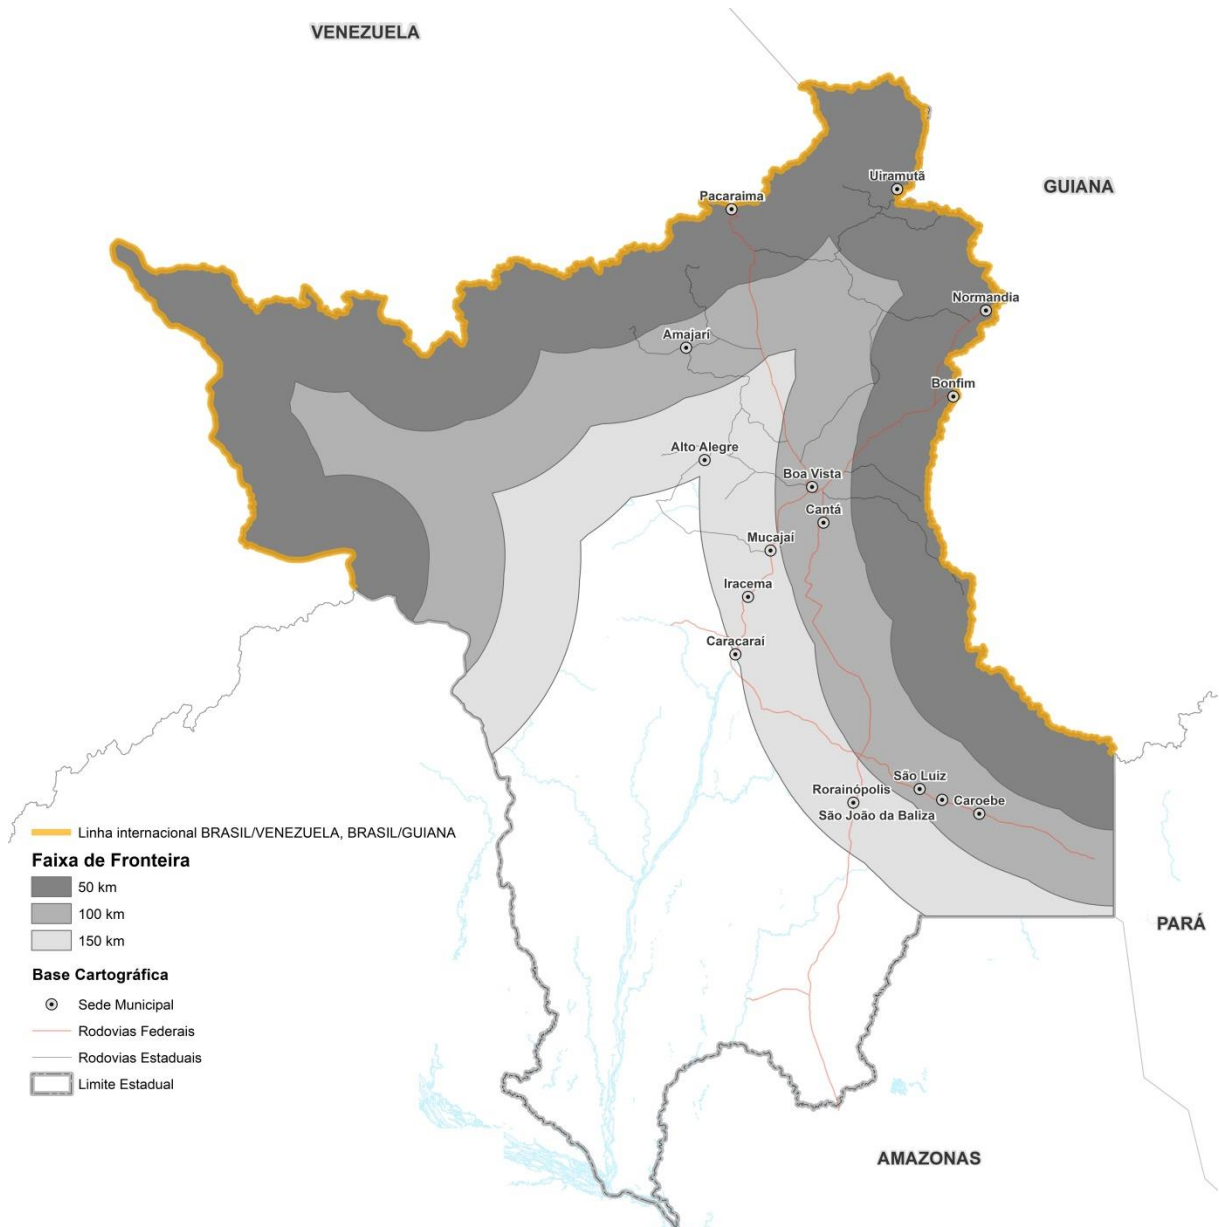 VENEZUELA
Uiramutã
GUIANA
Pacaraima
Normandia
Amajarí
Bonfim
Alto Alegre
Boa Vista
Cantá
Mucajaí
Iracema
Caracaraí
São Luiz
Rorainópolis
Caroebe
São João da Baliza
Linha internacional BRASIL/VENEZUELA, BRASIL/GUIANA
Faixa de Fronteira
50 km
100 km
150 km
PARÁ
Base Cartográfica
Sede Municipal
Rodovias Federais
Rodovias Estaduais
Limite Estadual
AMAZONAS